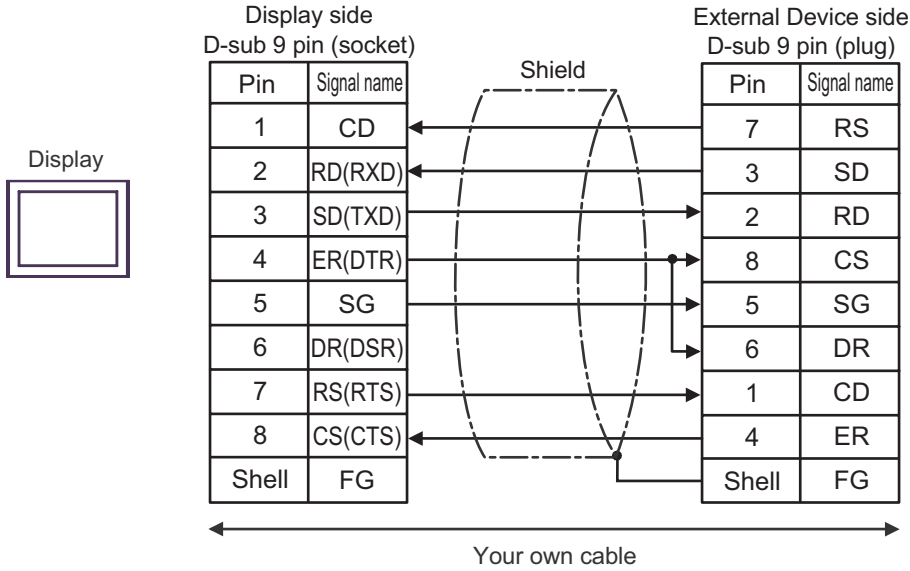 Display side
D-sub 9 pin (socket)
External Device side
D-sub 9 pin (plug)
Shield
Display
Pin Signal name Pin Signal name
1 CD 7 RS
2 RD(RXD) 3 SD
3 SD(TXD) 2 RD
4 ER(DTR) 8 CS
5 SG 5 SG
6 DR(DSR) 6 DR
7 RS(RTS) 1 CD
8 CS(CTS) 4 ER
Shell FG Shell FG
Your own cable